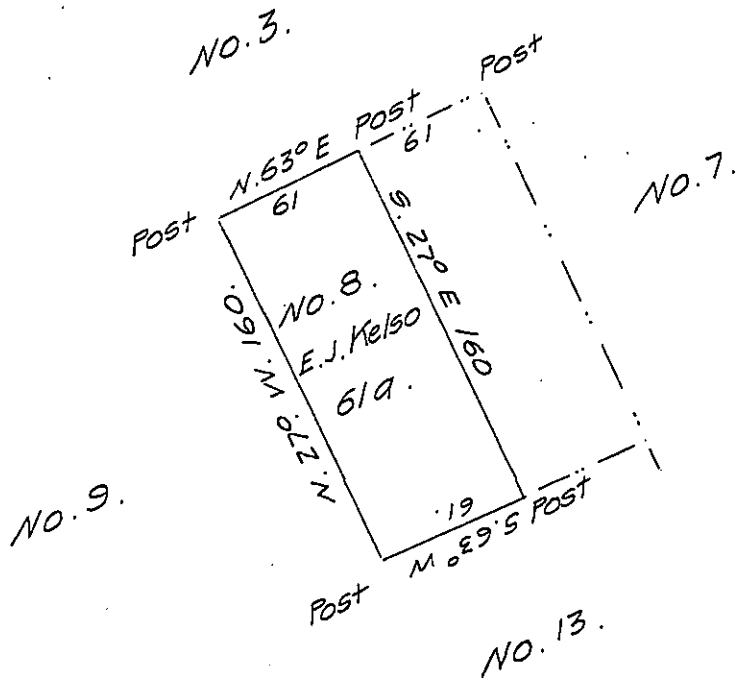 No. 3.
Post
Post
N. 63° E
61
61
Post
No. 7.
S. 27° E 160
No. 8.
E. J. Kelso
61 a.
N. 27° W. 160.
No. 9.
61.
S. 63° W
Post
Post
No. 13.